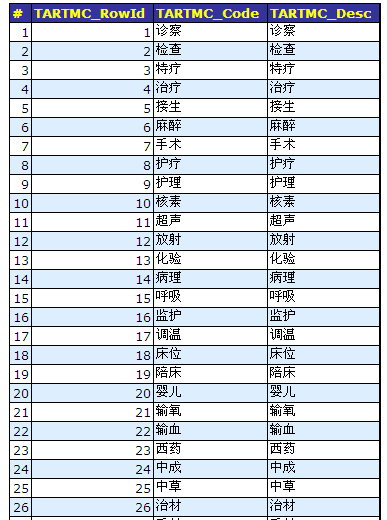 # TARTMC_RowId TARTMC_Code TARTMC_Desc
1 1 诊察 诊察
2 2 检查 检查
3 3 特疗 特疗
4 4 治疗 治疗
5 5 接生 接生
6 6 麻醉 麻醉
7 7 手术 手术
8 8 护疗 护疗
9 9 护理 护理
10 10 核素 核素
11 11 超声 超声
12 12 放射 放射
13 13 化验 化验
14 14 病理 病理
15 15 呼吸 呼吸
16 16 监护 监护
17 17 调温 调温
18 18 床位 床位
19 19 陪床 陪床
20 20 婴儿 婴儿
21 21 输氧 输氧
22 22 输血 输血
23 23 西药 西药
24 24 中成 中成
25 25 中草 中草
26 26 治材 治材